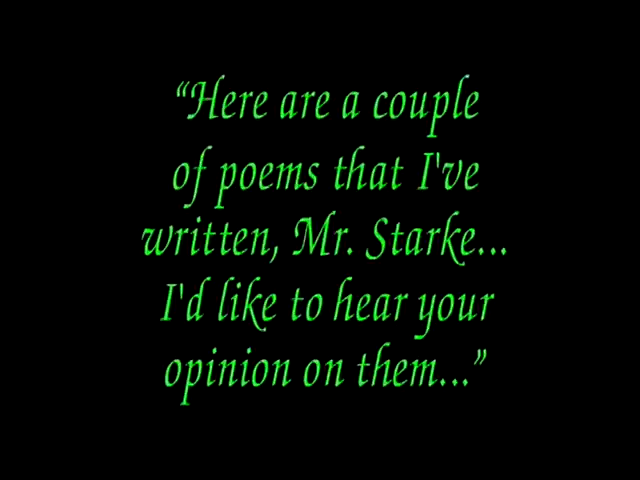 “Here are a couple
of poems that I've
written, Mr. Starke...
I'd like to hear your
opinion on them...”